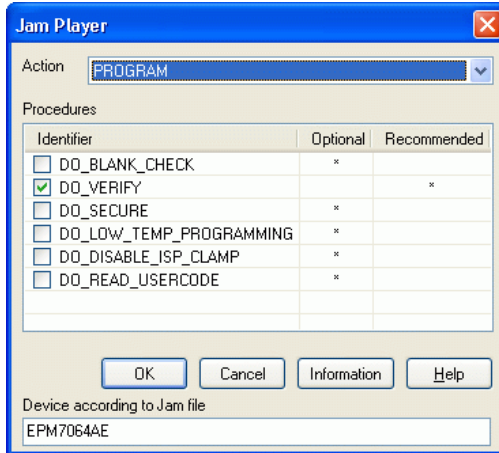 Jam Player
Action PROGRAM
Procedures
Identifier Optional Recommended
DO_BLANK_CHECK *
DO_VERIFY *
DO_SECURE *
DO_LOW_TEMP_PROGRAMMING *
DO_DISABLE_ISP_CLAMP *
DO_READ_USERCODE *
OK Cancel Information Help
Device according to Jam file
EPM7064AE